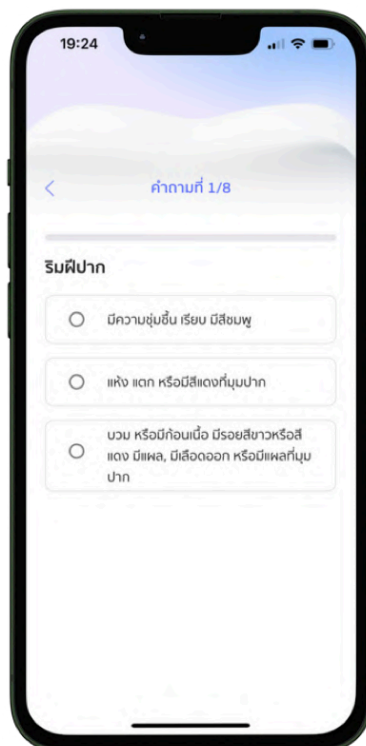 19:24
คำถามที่ 1/8
ริมฝีปาก
มีความชุ่มชื้น เรียบ มีสีชมพู
แห้ง แตก หรือมีสีแดงที่มุมปาก
บวม หรือมีก้อนเนื้อ มีรอยสีขาวหรือสี
แดง มีแผล, มีเลือดออก หรือมีแผลที่มุม
ปาก